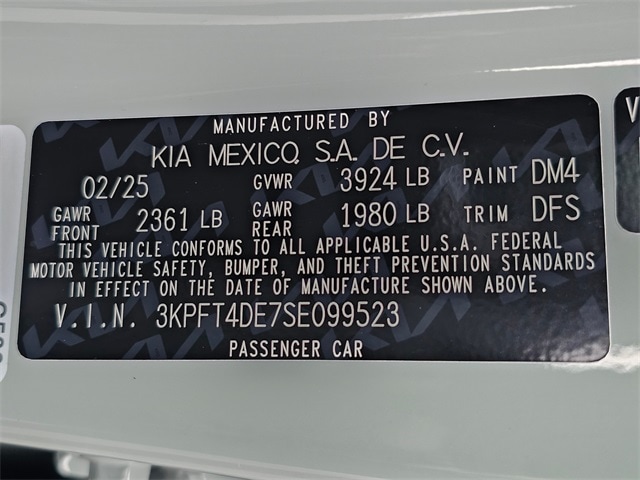 MANUFACTURED BY
KIA MEXICO, S.A. DE C.V.
02/25 GVWR 3924 LB PAINT DM4
GAWR FRONT 2361 LB GAWR REAR 1980 LB TRIM DFS
THIS VEHICLE CONFORMS TO ALL APPLICABLE U.S.A. FEDERAL
MOTOR VEHICLE SAFETY, BUMPER, AND THEFT PREVENTION STANDARDS
IN EFFECT ON THE DATE OF MANUFACTURE SHOWN ABOVE.
V.I.N. 3KPFT4DE7SE099523
PASSENGER CAR